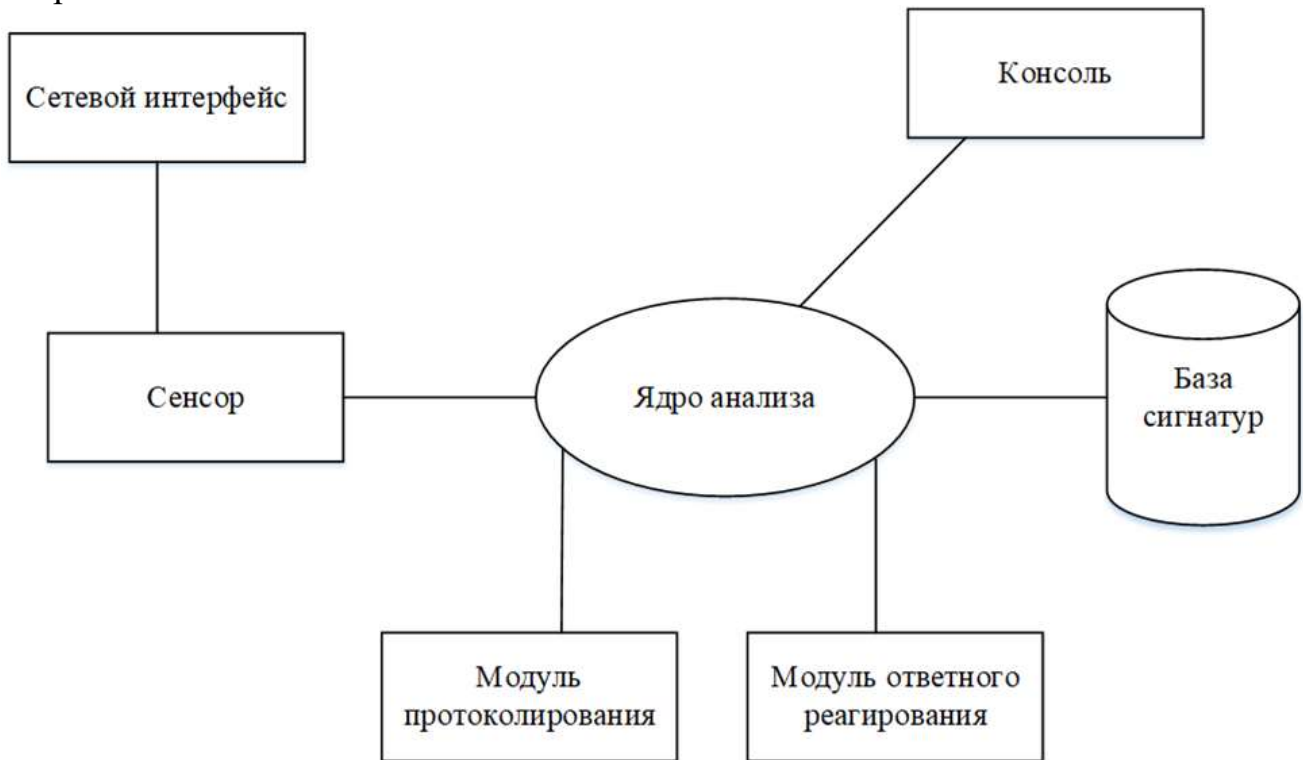 Сетевой интерфейс
Консоль
Сенсор
Ядро анализа
База
сигнатур
Модуль
протоколирования
Модуль ответного
реагирования